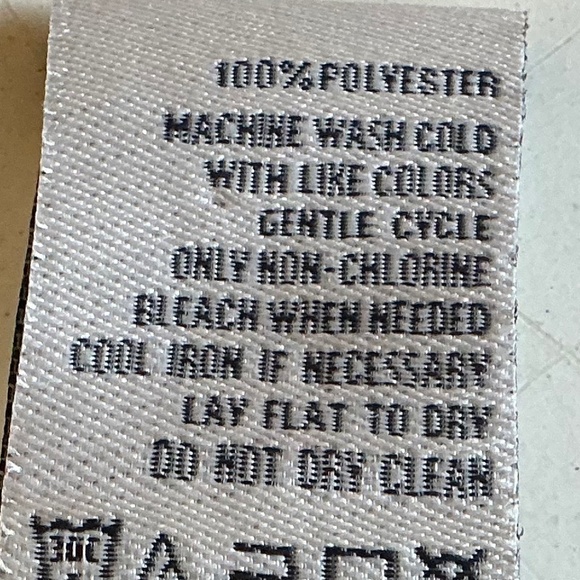 100% POLYESTER
MACHINE WASH COLD
WITH LIKE COLORS
GENTLE CYCLE
ONLY NON-CHLORINE
BLEACH WHEN NEEDED
COOL IRON IF NECESSARY
LAY FLAT TO DRY
DO NOT DRY CLEAN
30C